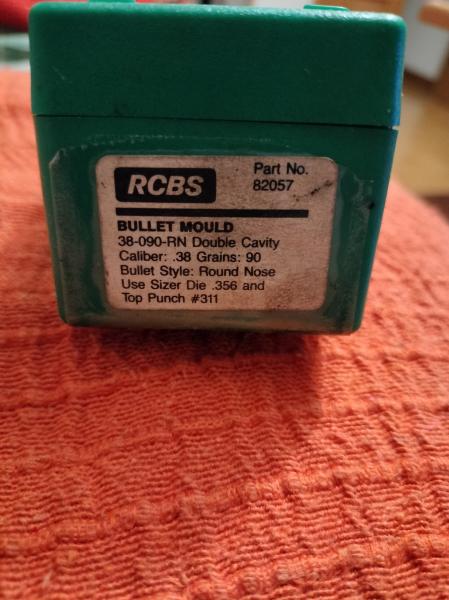 RCBS
Part No.
82057
BULLET MOULD
38-090-RN Double Cavity
Caliber: .38 Grains: 90
Bullet Style: Round Nose
Use Sizer Die .356 and
Top Punch #311